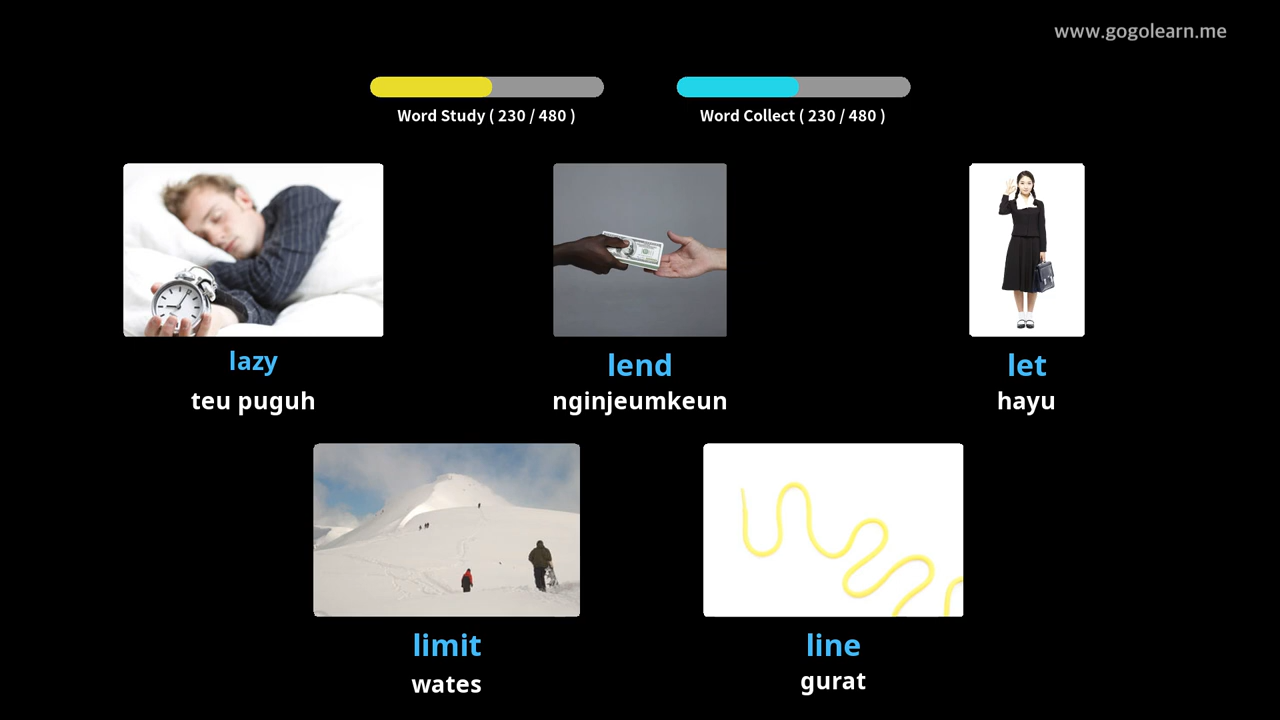 www.gogolearn.me
Word Study ( 230 / 480 )
Word Collect ( 230 / 480 )
lazy
teu puguh
lend
nginjeumkeun
let
hayu
limit
wates
line
gurat